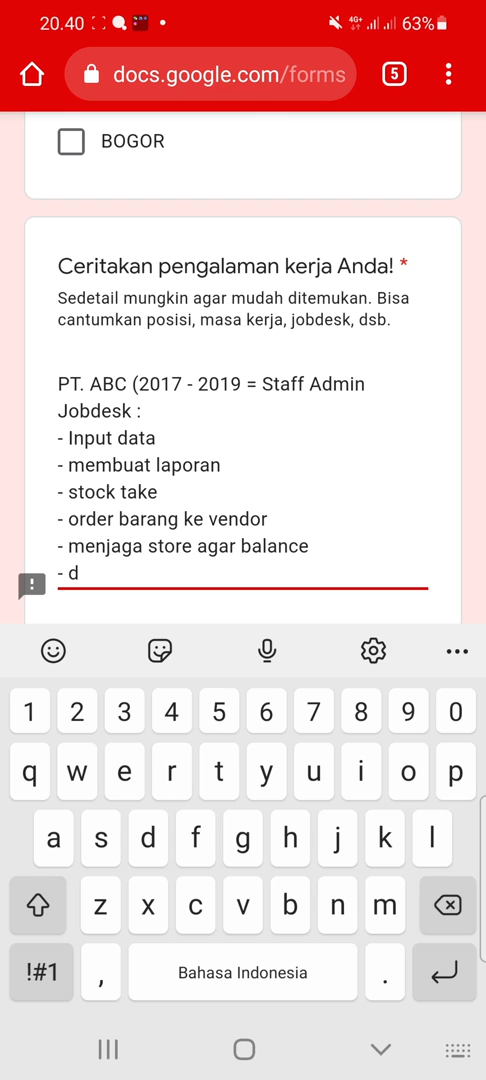 20.40
4G+
63%
docs.google.com/forms
5
BOGOR
Ceritakan pengalaman kerja Anda! *
Sedetail mungkin agar mudah ditemukan. Bisa
cantumkan posisi, masa kerja, jobdesk, dsb.
PT. ABC (2017 - 2019 = Staff Admin
Jobdesk :
- Input data
- membuat laporan
- stock take
- order barang ke vendor
- menjaga store agar balance
- d
1 2 3 4 5 6 7 8 9 0
q w e r t y u i o p
a s d f g h j k l
z x c v b n m
!#1 , Bahasa Indonesia .